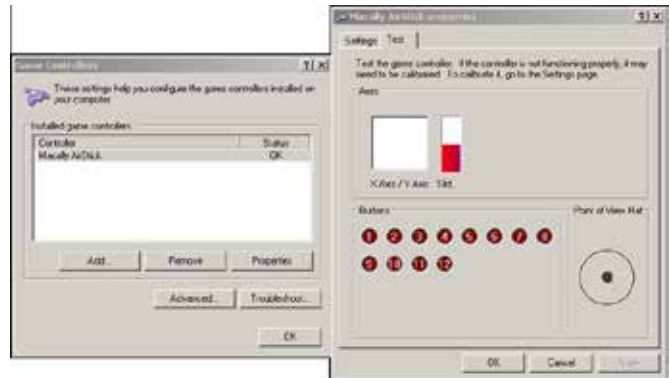 Game Controllers
These settings help you configure the game controllers installed on
your computer.
Installed game controllers
Controller Status
Macally AirStick OK
Add... Remove Properties
Advanced... Troubleshoot...
OK
Macally AirStick properties
Settings Test
Test the game controller. If the controller is not functioning properly, it may
need to be calibrated. To calibrate it, go to the Settings page.
Axes
X Axis / Y Axis
Buttons
Point of View Hat
1 2 3 4 5 6 7 8
9 10 11 12
OK Cancel Apply